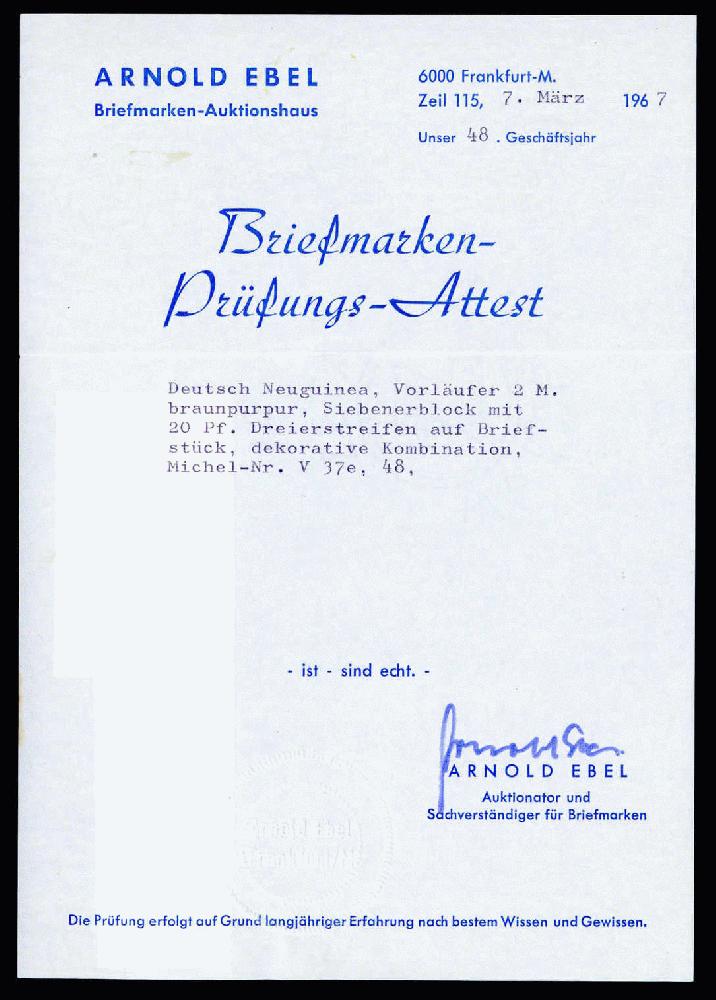 ARNOLD EBEL
Briefmarken-Auktionshaus
6000 Frankfurt-M.
Zeil 115, 7. März 1967
Unser 48. Geschäftsjahr
Briefmarken-
Prüfungs-Attest
Deutsch Neuguinea, Vorläufer 2 M.
braunpurpur, Siebenerblock mit
20 Pf. Dreierstreifen auf Brief-
stück, dekorative Kombination,
Michel-Nr. V 37e, 48,
- ist - sind echt. -
ARNOLD EBEL
Auktionator und
Sachverständiger für Briefmarken
Die Prüfung erfolgt auf Grund langjähriger Erfahrung nach bestem Wissen und Gewissen.